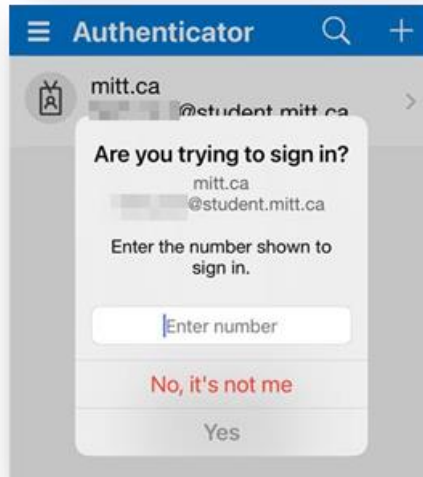 Authenticator
mitt.ca
@student.mitt.ca
Are you trying to sign in?
mitt.ca
@student.mitt.ca
Enter the number shown to
sign in.
Enter number
No, it's not me
Yes